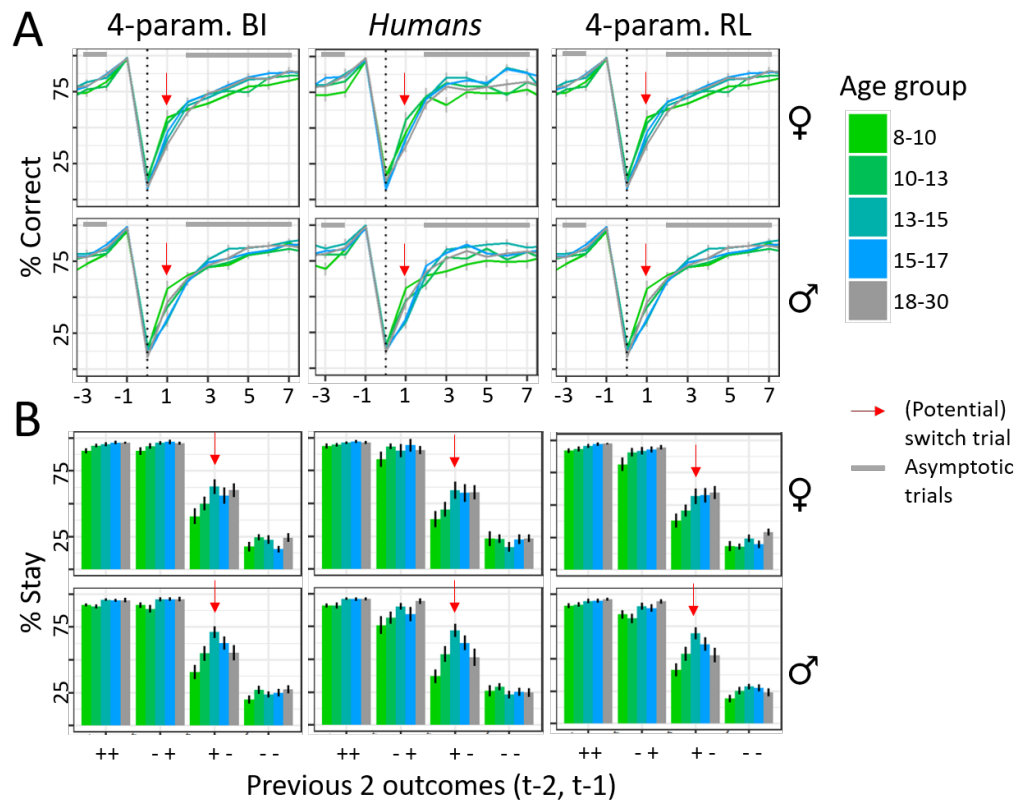 A
4-param. BI
Humans
4-param. RL
% Correct
75
25
75
25
♀
♂
-3 -1 1 3 5 7
-3 -1 1 3 5 7
-3 -1 1 3 5 7
Age group
8-10
10-13
13-15
15-17
18-30
(Potential)
switch trial
Asymptotic
trials
B
% Stay
75
25
75
25
♀
♂
++ - + + - - -
++ - + + - - -
++ - + + - - -
Previous 2 outcomes (t-2, t-1)